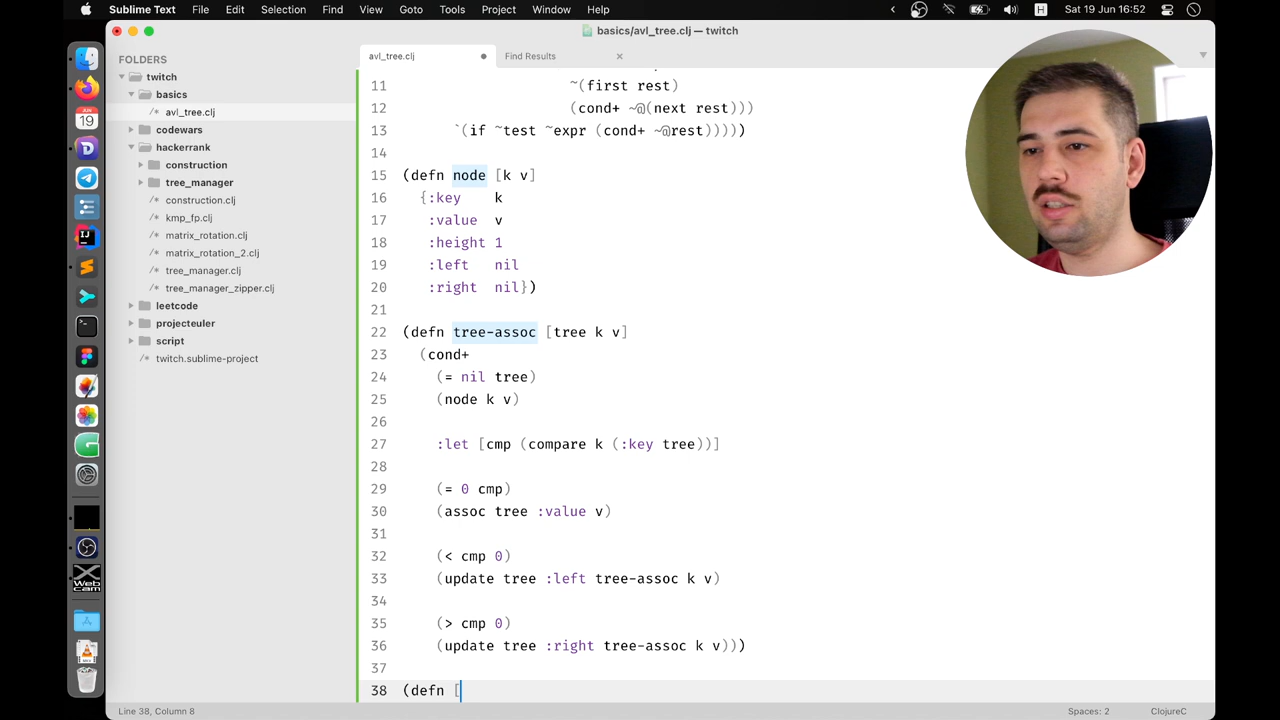 Sublime Text File Edit Selection Find View Goto Tools Project Window Help H Sat 19 Jun 16:52
basics/avl_tree.clj — twitch
FOLDERS
twitch
basics
/* avl_tree.clj
codewars
hackerrank
construction
tree_manager
/* construction.clj
/* kmp_fp.clj
/* matrix_rotation.clj
/* matrix_rotation_2.clj
/* tree_manager.clj
/* tree_manager_zipper.clj
leetcode
projecteuler
script
/* twitch.sublime-project
JUN
19
IJ
Web
cam
avl_tree.clj Find Results
11 ~(first rest)
12 (cond+ ~@(next rest)))
13 `(if ~test ~expr (cond+ ~@rest)))))
14
15 (defn node [k v]
16 {:key k
17 :value v
18 :height 1
19 :left nil
20 :right nil})
21
22 (defn tree-assoc [tree k v]
23 (cond+
24 (= nil tree)
25 (node k v)
26
27 :let [cmp (compare k (:key tree))]
28
29 (= 0 cmp)
30 (assoc tree :value v)
31
32 (< cmp 0)
33 (update tree :left tree-assoc k v)
34
35 (> cmp 0)
36 (update tree :right tree-assoc k v)))
37
38 (defn [
Line 38, Column 8 Spaces: 2 ClojureC